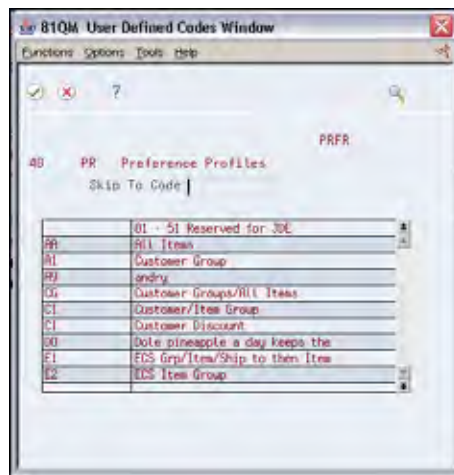 81QM User Defined Codes Window
Functions Options Tools Help
?
PRFR
40 PR Preference Profiles
Skip To Code
01 - 51 Reserved for JDE
AA All Items
A1 Customer Group
A9 andry
CG Customer Groups/All Items
CI Customer/Item Group
C1 Customer Discount
DO Dole pineapple a day keeps the
E1 ECS Grp/Item/Ship to then Item
E2 ECS Item Group